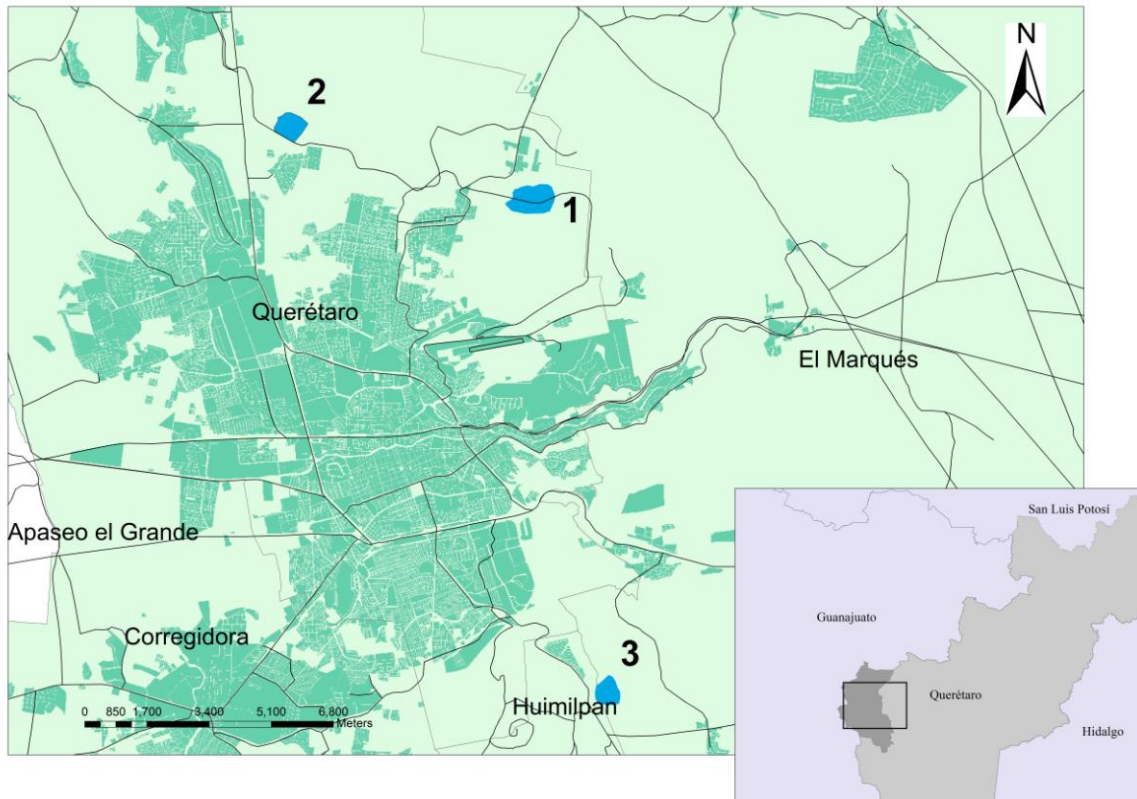 N
2
1
Querétaro
El Marqués
Apaseo el Grande
Corregidora
3
Huimilpan
0 850 1,700 3,400 5,100 6,800
Meters
San Luis Potosí
Guanajuato
Querétaro
Hidalgo